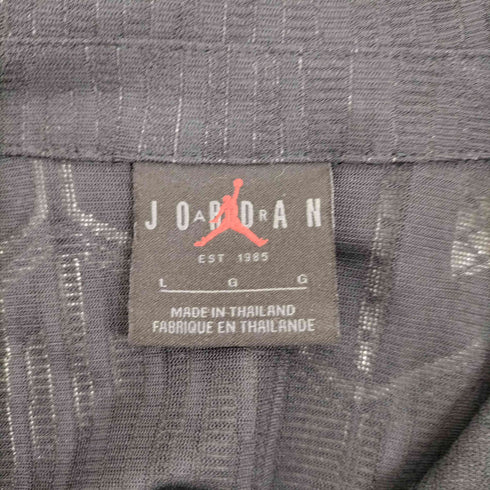 JORDAN
AIR
EST 1985
L G G
MADE IN THAILAND
FABRIQUE EN THAILANDE